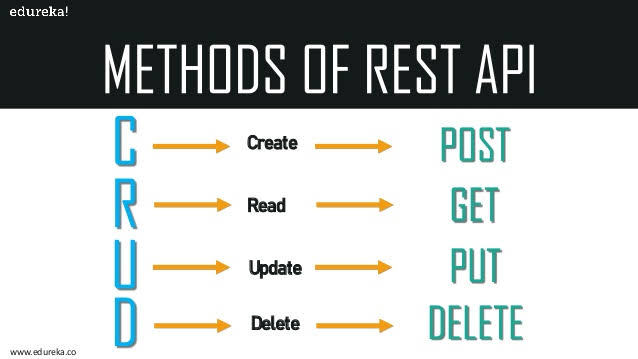 edureka!
METHODS OF REST API
C Create POST
R Read GET
U Update PUT
D Delete DELETE
www.edureka.co